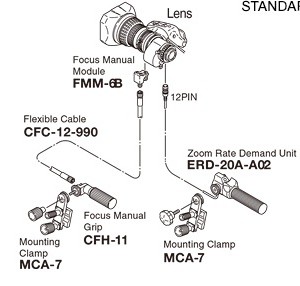 STANDAR
Lens
Focus Manual
Module
FMM-6B
12PIN
Flexible Cable
CFC-12-990
Zoom Rate Demand Unit
ERD-20A-A02
Focus Manual
Grip
CFH-11
Mounting
Clamp
MCA-7
Mounting Clamp
MCA-7